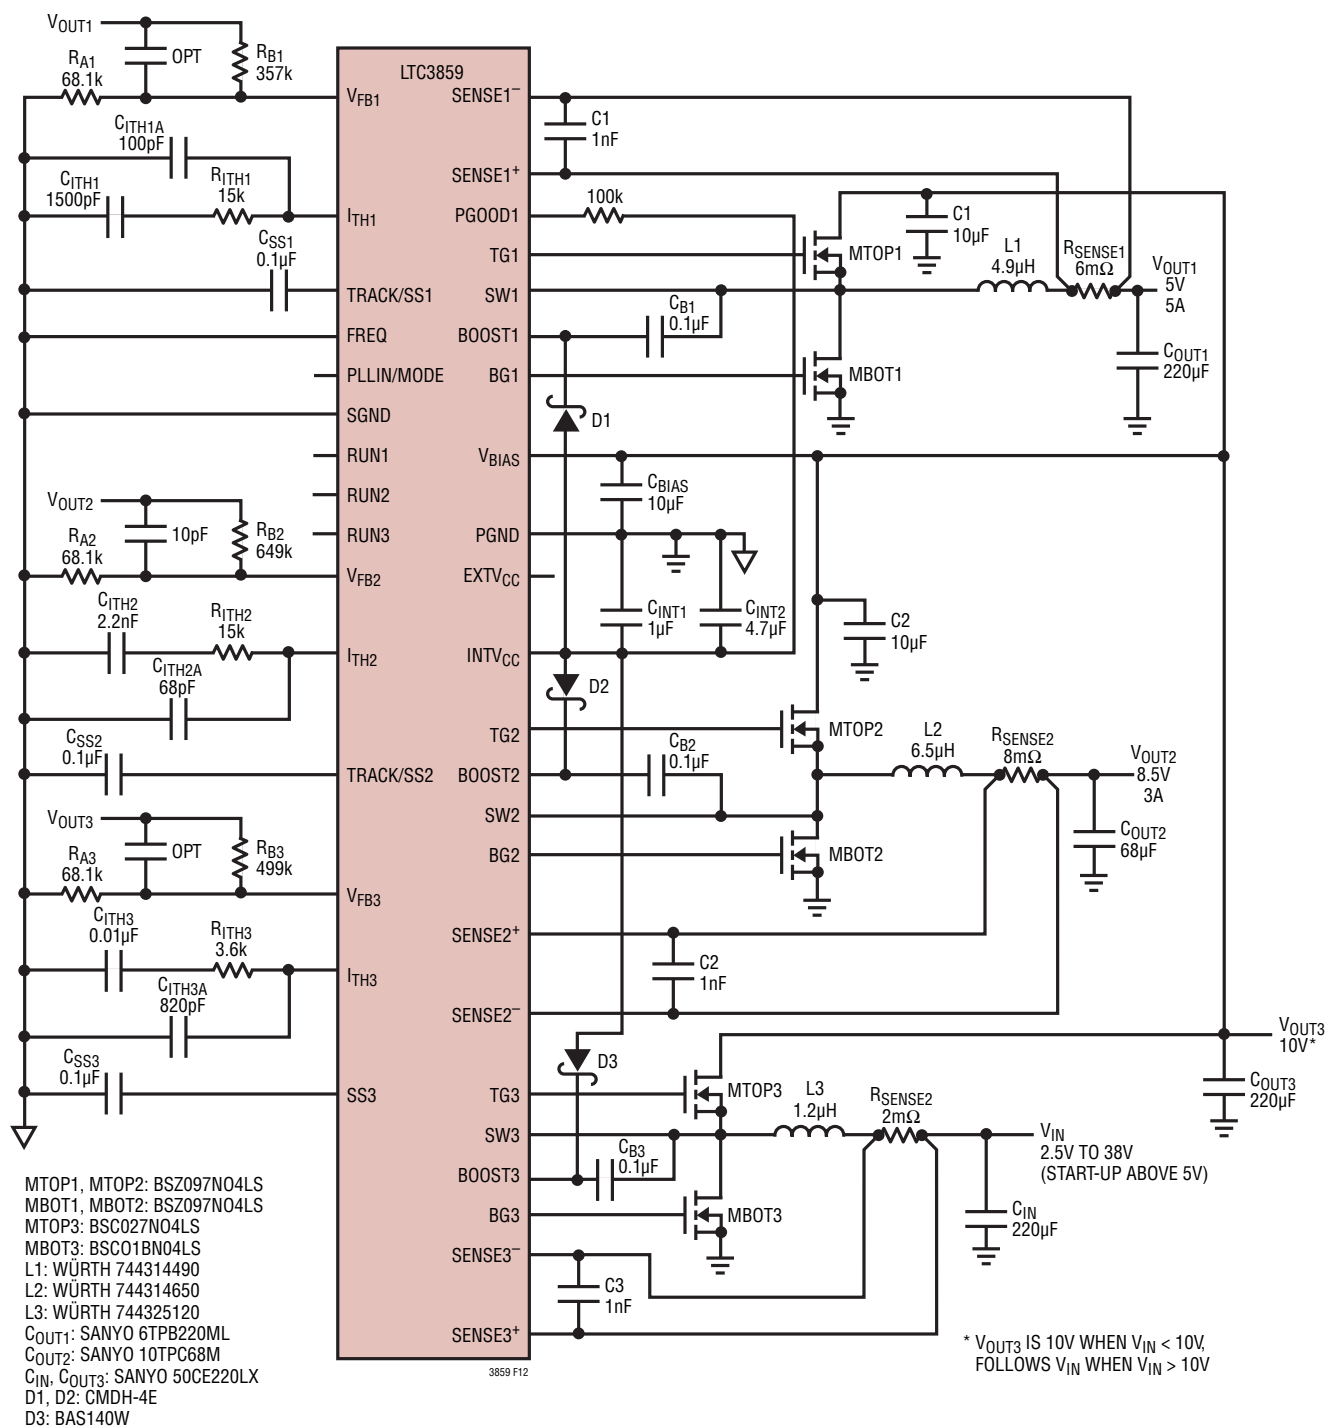 VOUT1
RA1
68.1k
OPT
RB1
357k
CITH1A
100pF
CITH1
1500pF
RITH1
15k
CSS1
0.1µF
VOUT2
RA2
68.1k
10pF
RB2
649k
CITH2
2.2nF
RITH2
15k
CITH2A
68pF
CSS2
0.1µF
VOUT3
RA3
68.1k
OPT
RB3
499k
CITH3
0.01µF
RITH3
3.6k
CITH3A
820pF
CSS3
0.1µF
LTC3859
VFB1
ITH1
TRACK/SS1
FREQ
PLLIN/MODE
SGND
RUN1
RUN2
RUN3
VFB2
ITH2
TRACK/SS2
VFB3
ITH3
SS3
SENSE1–
SENSE1+
PGOOD1
TG1
SW1
BOOST1
BG1
VBIAS
PGND
EXTVCC
INTVCC
TG2
BOOST2
SW2
BG2
SENSE2+
SENSE2–
TG3
SW3
BOOST3
BG3
SENSE3–
SENSE3+
C1
1nF
100k
C1
10µF
MTOP1
L1
4.9µH
RSENSE1
6mΩ
VOUT1
5V
5A
CB1
0.1µF
MBOT1
COUT1
220µF
D1
CBIAS
10µF
CINT1
1µF
CINT2
4.7µF
C2
10µF
D2
MTOP2
L2
6.5µH
RSENSE2
8mΩ
VOUT2
8.5V
3A
CB2
0.1µF
MBOT2
COUT2
68µF
C2
1nF
D3
MTOP3
L3
1.2µH
RSENSE2
2mΩ
VOUT3
10V*
COUT3
220µF
VIN
2.5V TO 38V
(START-UP ABOVE 5V)
CB3
0.1µF
MBOT3
CIN
220µF
C3
1nF
MTOP1, MTOP2: BSZ097NO4LS
MBOT1, MBOT2: BSZ097NO4LS
MTOP3: BSC027NO4LS
MBOT3: BSCO1BN04LS
L1: WÜRTH 744314490
L2: WÜRTH 744314650
L3: WÜRTH 744325120
COUT1: SANYO 6TPB220ML
COUT2: SANYO 10TPC68M
CIN, COUT3: SANYO 50CE220LX
D1, D2: CMDH-4E
D3: BAS140W
3859 F12
* VOUT3 IS 10V WHEN VIN < 10V,
FOLLOWS VIN WHEN VIN > 10V